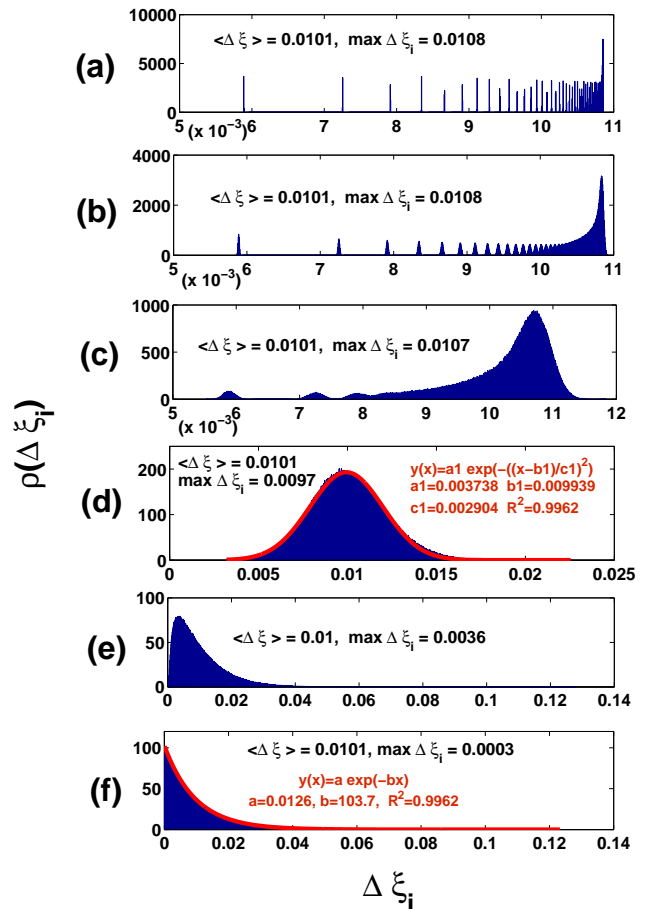 ρ(Δ ξi)
(a)
10000
5000
0
<Δ ξ > = 0.0101, max Δ ξi = 0.0108
5 6 7 8 9 10 11
(x 10^-3)
(b)
4000
2000
0
<Δ ξ > = 0.0101, max Δ ξi = 0.0108
5 6 7 8 9 10 11
(x 10^-3)
(c)
1000
500
0
<Δ ξ > = 0.0101, max Δ ξi = 0.0107
5 6 7 8 9 10 11 12
(x 10^-3)
(d)
200
100
0
<Δ ξ > = 0.0101
max Δ ξi = 0.0097
y(x)=a1 exp(-((x-b1)/c1)^2)
a1=0.003738 b1=0.009939
c1=0.002904 R^2=0.9962
0 0.005 0.01 0.015 0.02 0.025
(e)
100
50
0
<Δ ξ > = 0.01, max Δ ξi = 0.0036
0 0.02 0.04 0.06 0.08 0.1 0.12 0.14
(f)
100
50
0
<Δ ξ > = 0.0101, max Δ ξi = 0.0003
y(x)=a exp(-bx)
a=0.0126, b=103.7, R^2=0.9962
0 0.02 0.04 0.06 0.08 0.1 0.12 0.14
Δ ξi